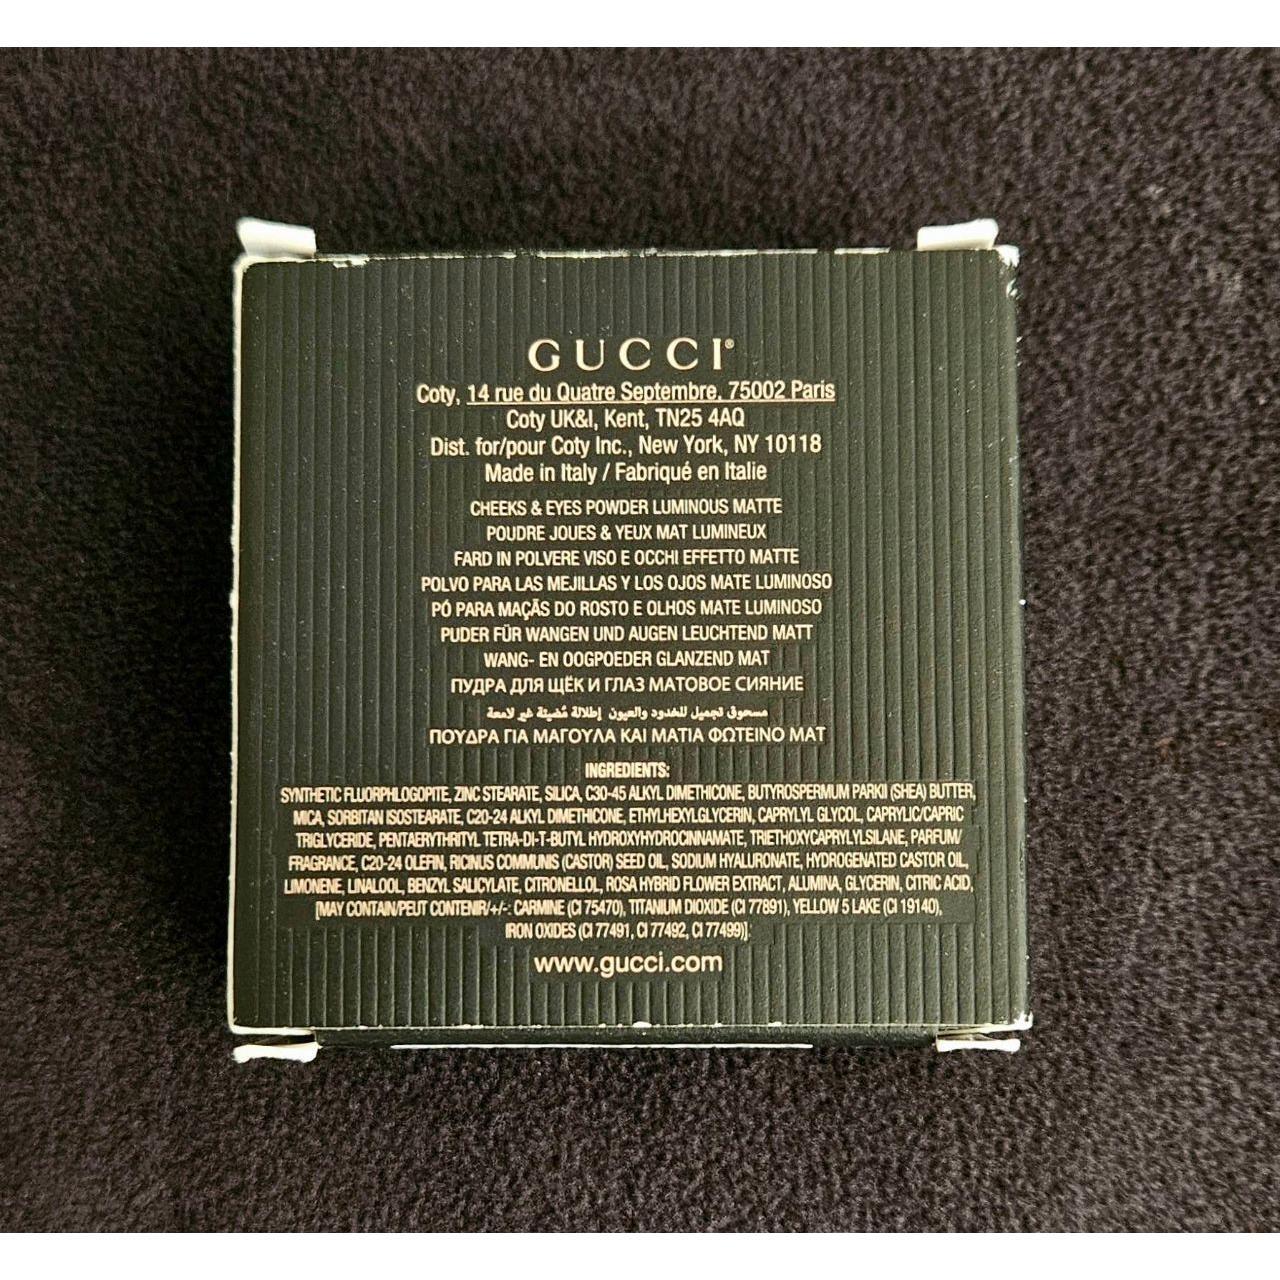 GUCCI®
Coty, 14 rue du Quatre Septembre, 75002 Paris
Coty UK&I, Kent, TN25 4AQ
Dist. for/pour Coty Inc., New York, NY 10118
Made in Italy / Fabriqué en Italie
CHEEKS & EYES POWDER LUMINOUS MATTE
POUDRE JOUES & YEUX MAT LUMINEUX
FARD IN POLVERE VISO E OCCHI EFFETTO MATTE
POLVO PARA LAS MEJILLAS Y LOS OJOS MATE LUMINOSO
PÓ PARA MAÇÃS DO ROSTO E OLHOS MATE LUMINOSO
PUDER FÜR WANGEN UND AUGEN LEUCHTEND MATT
WANG- EN OOGPOEDER GLANZEND MAT
ПУДРА ДЛЯ ЩЁК И ГЛАЗ МАТОВОЕ СИЯНИЕ
مسحوق تجميل للخدود والعيون إطلالة مُضيئة غير لامعة
ΠΟΥΔΡΑ ΓΙΑ ΜΑΓΟΥΛΑ ΚΑΙ ΜΑΤΙΑ ΦΩΤΕΙΝΟ ΜΑΤ
INGREDIENTS:
SYNTHETIC FLUORPHLOGOPITE, ZINC STEARATE, SILICA, C30-45 ALKYL DIMETHICONE, BUTYROSPERMUM PARKII (SHEA) BUTTER,
MICA, SORBITAN ISOSTEARATE, C20-24 ALKYL DIMETHICONE, ETHYLHEXYLGLYCERIN, CAPRYLYL GLYCOL, CAPRYLIC/CAPRIC
TRIGLYCERIDE, PENTAERYTHRITYL TETRA-DI-T-BUTYL HYDROXYHYDROCINNAMATE, TRIETHOXYCAPRYLYLSILANE, PARFUM/
FRAGRANCE, C20-24 OLEFIN, RICINUS COMMUNIS (CASTOR) SEED OIL, SODIUM HYALURONATE, HYDROGENATED CASTOR OIL,
LIMONENE, LINALOOL, BENZYL SALICYLATE, CITRONELLOL, ROSA HYBRID FLOWER EXTRACT, ALUMINA, GLYCERIN, CITRIC ACID,
[MAY CONTAIN/PEUT CONTENIR/+/-: CARMINE (CI 75470), TITANIUM DIOXIDE (CI 77891), YELLOW 5 LAKE (CI 19140),
IRON OXIDES (CI 77491, CI 77492, CI 77499)].
www.gucci.com